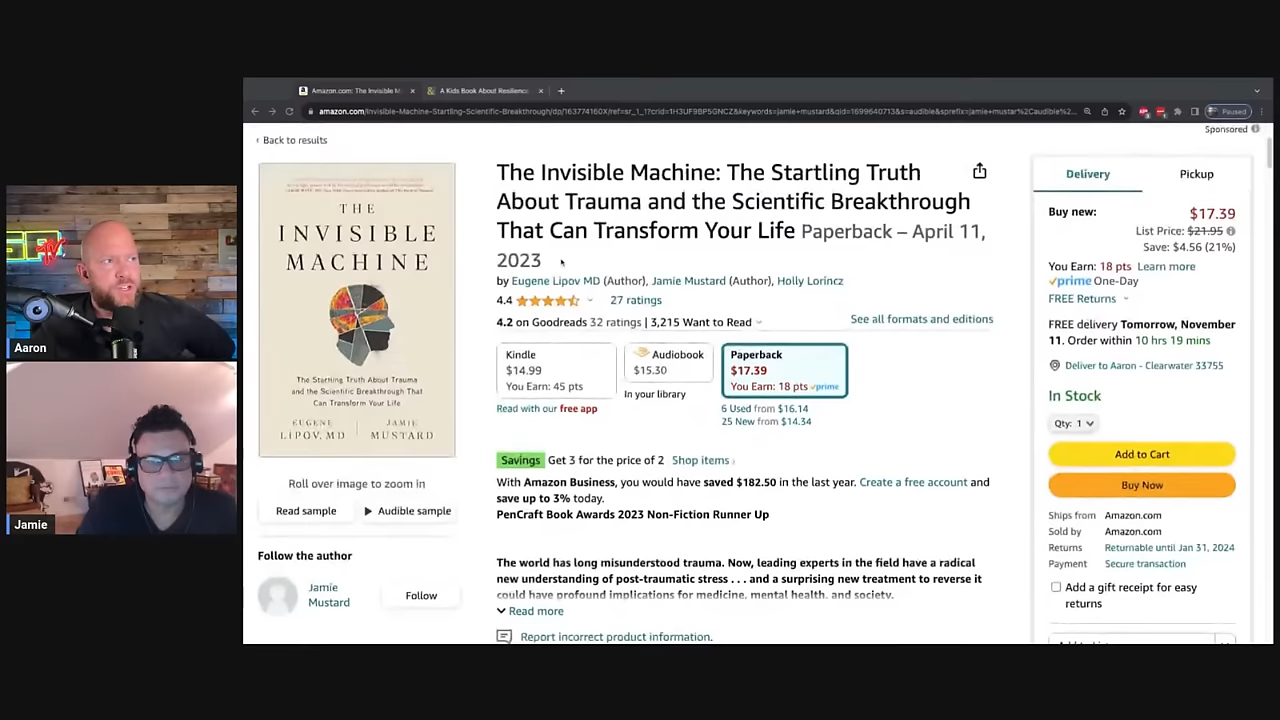 Amazon.com: The Invisible M
A Kids Book About Resilience
Paused
Sponsored
‹ Back to results
THE
INVISIBLE
MACHINE
The Startling Truth About Trauma
and the Scientific Breakthrough That
Can Transform Your Life
EUGENE
LIPOV, MD
JAMIE
MUSTARD
Roll over image to zoom in
Read sample
Audible sample
Follow the author
Jamie
Mustard
Follow
The Invisible Machine: The Startling Truth
About Trauma and the Scientific Breakthrough
That Can Transform Your Life Paperback – April 11,
2023
by Eugene Lipov MD (Author), Jamie Mustard (Author), Holly Lorincz
4.4
27 ratings
4.2 on Goodreads 32 ratings | 3,215 Want to Read
See all formats and editions
Kindle
$14.99
You Earn: 45 pts
Read with our free app
Audiobook
$15.30
In your library
Paperback
$17.39
You Earn: 18 pts prime
6 Used from $16.14
25 New from $14.34
Savings Get 3 for the price of 2 Shop items ›
With Amazon Business, you would have saved $182.50 in the last year. Create a free account and
save up to 3% today.
PenCraft Book Awards 2023 Non-Fiction Runner Up
The world has long misunderstood trauma. Now, leading experts in the field have a radical
new understanding of post-traumatic stress . . . and a surprising new treatment to reverse it
could have profound implications for medicine, mental health, and society.
Read more
Report incorrect product information.
Delivery
Pickup
Buy new:
$17.39
List Price: $21.95
Save: $4.56 (21%)
You Earn: 18 pts Learn more
prime One-Day
FREE Returns
FREE delivery Tomorrow, November
11. Order within 10 hrs 19 mins
Deliver to Aaron - Clearwater 33755
In Stock
Qty: 1
Add to Cart
Buy Now
Ships from Amazon.com
Sold by Amazon.com
Returns Returnable until Jan 31, 2024
Payment Secure transaction
Add a gift receipt for easy
returns
Aaron
Jamie